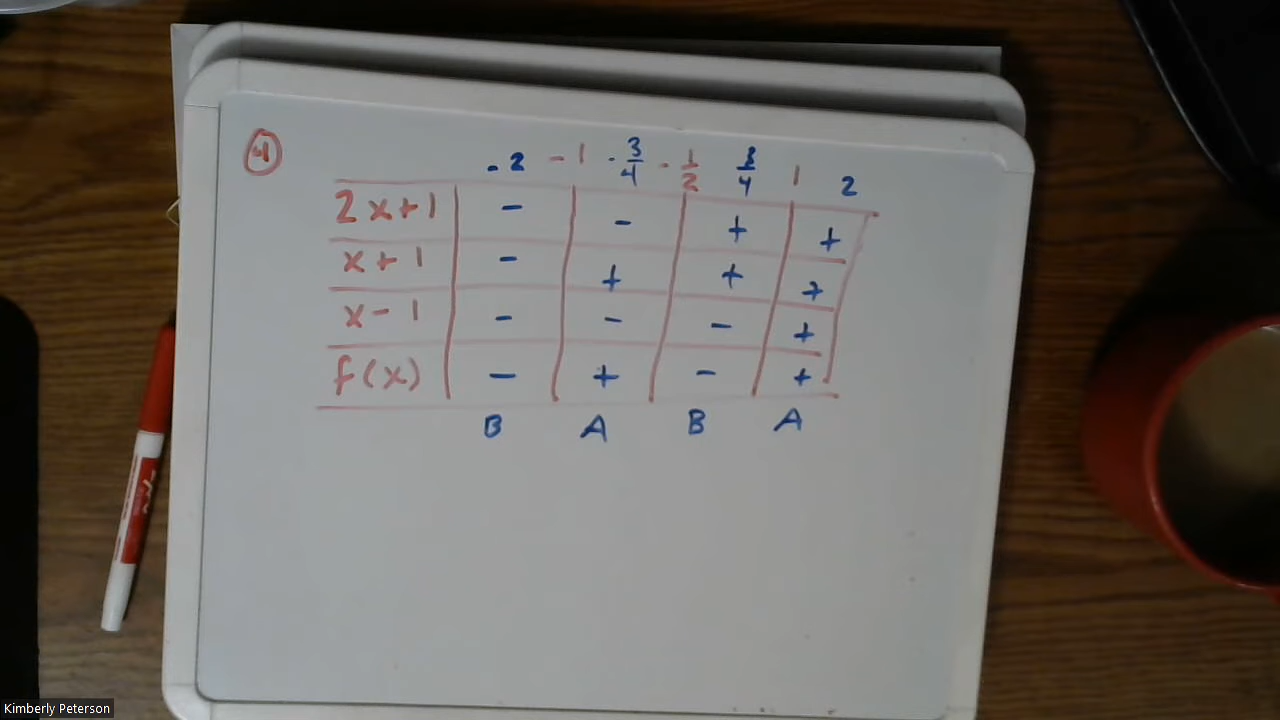 4
-2 -1 -3/4 -1/2 3/4 1 2
2x+1 - - + +
x+1 - + + +
x-1 - - - +
f(x) - + - +
B A B A
Kimberly Peterson